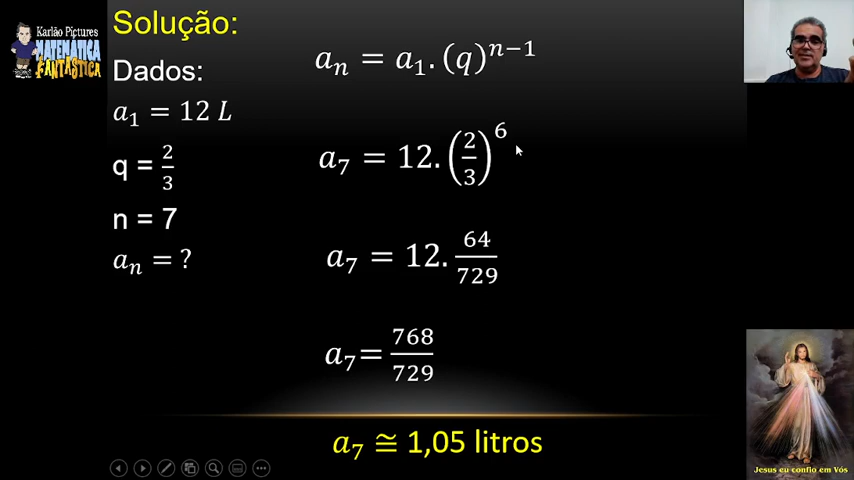 Karlão Pictures
MATEMÁTICA
FANTÁSTICA
Solução:
Dados:
a₁ = 12 L
q = 2/3
n = 7
aₙ = ?
aₙ = a₁.(q)ⁿ⁻¹
a₇ = 12.(2/3)⁶
a₇ = 12. 64/729
a₇= 768/729
a₇ ≅ 1,05 litros
Jesus eu confio em Vós